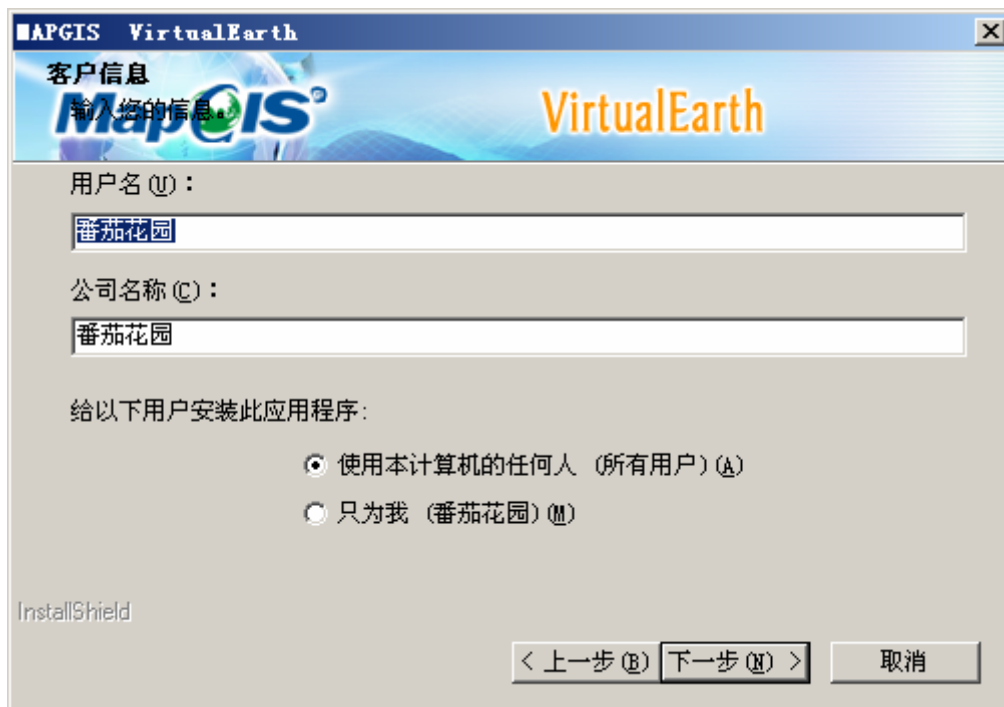 MAPGIS VirtualEarth
客户信息
输入您的信息。
MapGIS®
VirtualEarth
用户名(U)：
番茄花园
公司名称(C)：
番茄花园
给以下用户安装此应用程序:
使用本计算机的任何人 (所有用户)(A)
只为我 (番茄花园)(M)
InstallShield
< 上一步(B)
下一步(N) >
取消